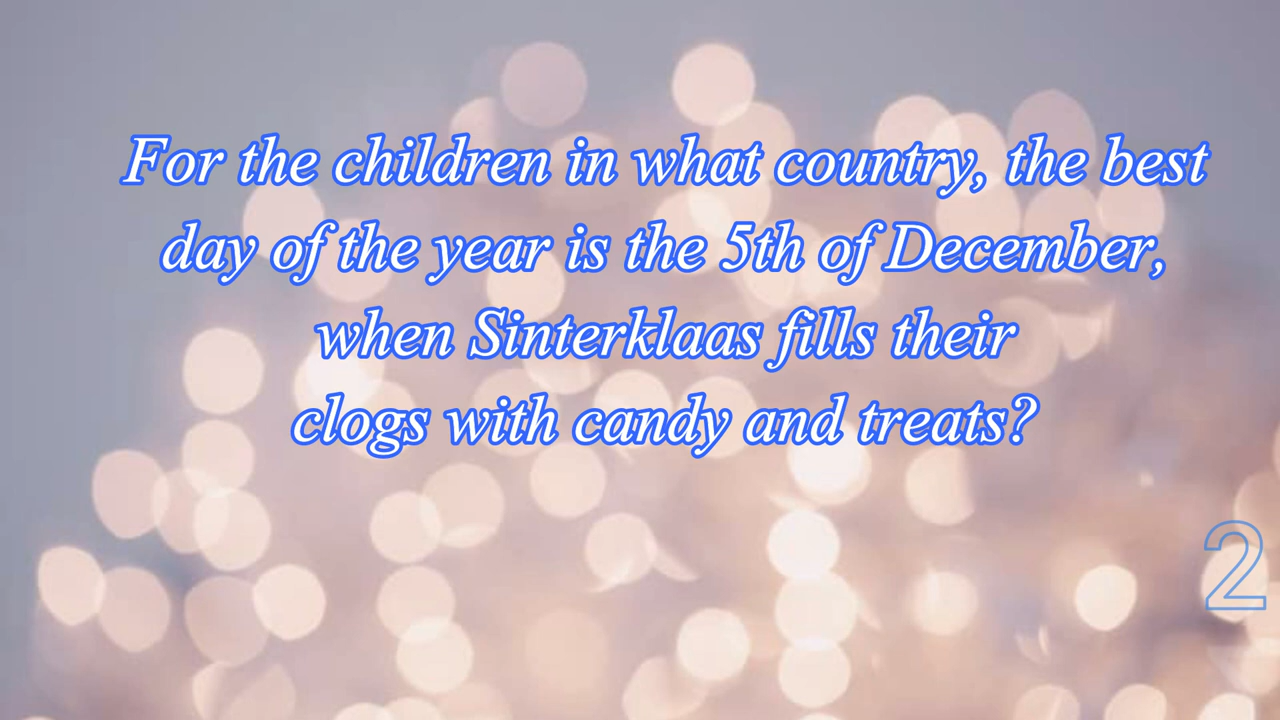 For the children in what country, the best
day of the year is the 5th of December,
when Sinterklaas fills their
clogs with candy and treats?
2